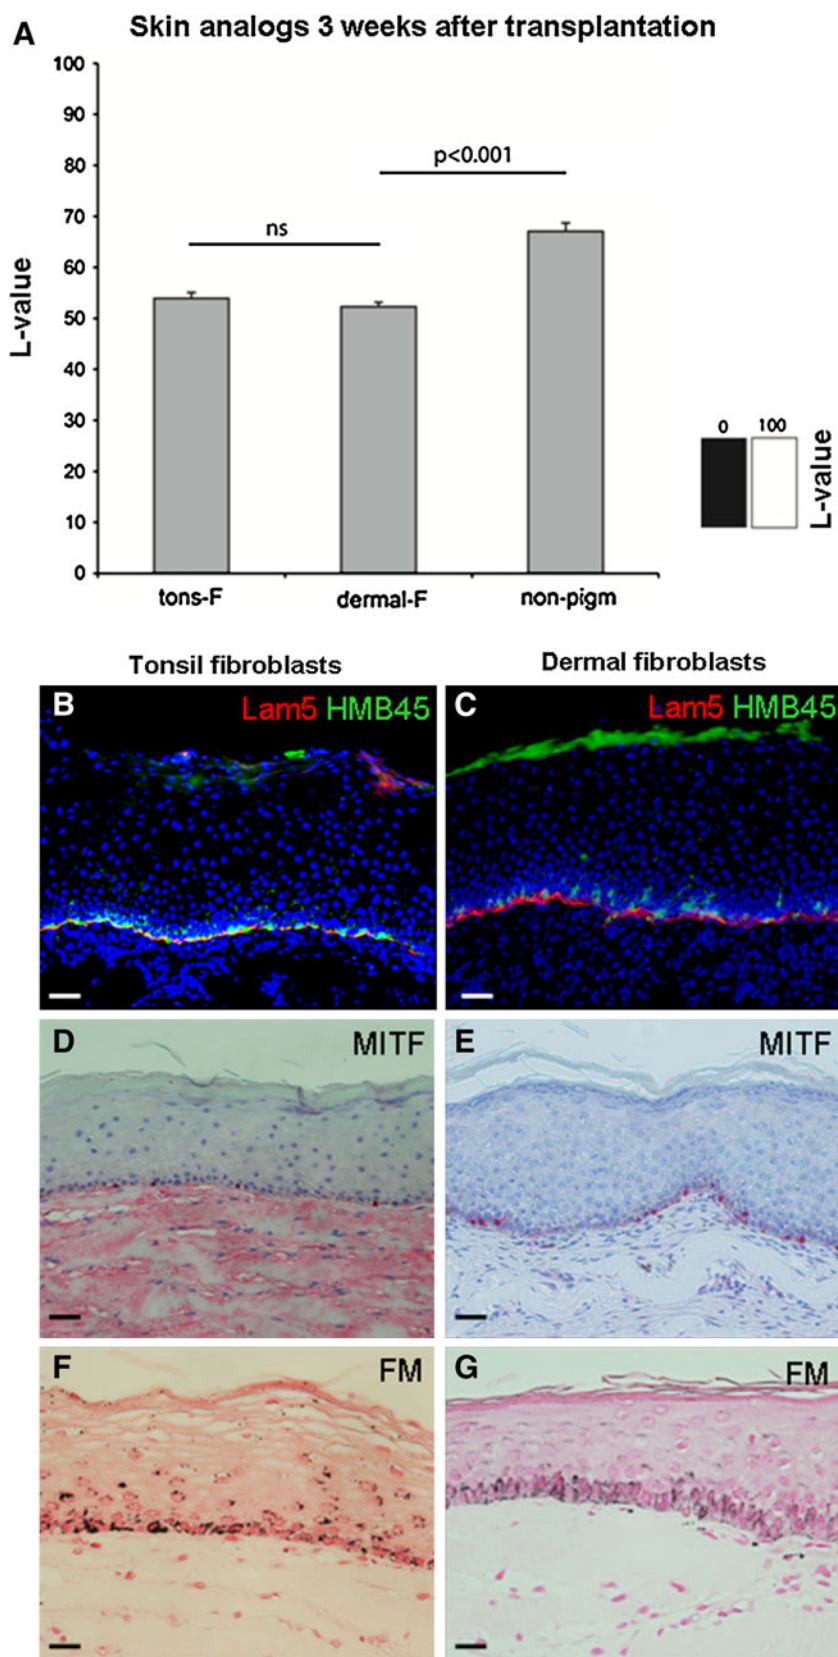 A
Skin analogs 3 weeks after transplantation
100
90
80
70
60
50
40
30
20
10
0
L-value
ns
p<0.001
tons-F
dermal-F
non-pigm
0 100
L-value
Tonsil fibroblasts
Dermal fibroblasts
B
Lam5 HMB45
C
Lam5 HMB45
D
MITF
E
MITF
F
FM
G
FM